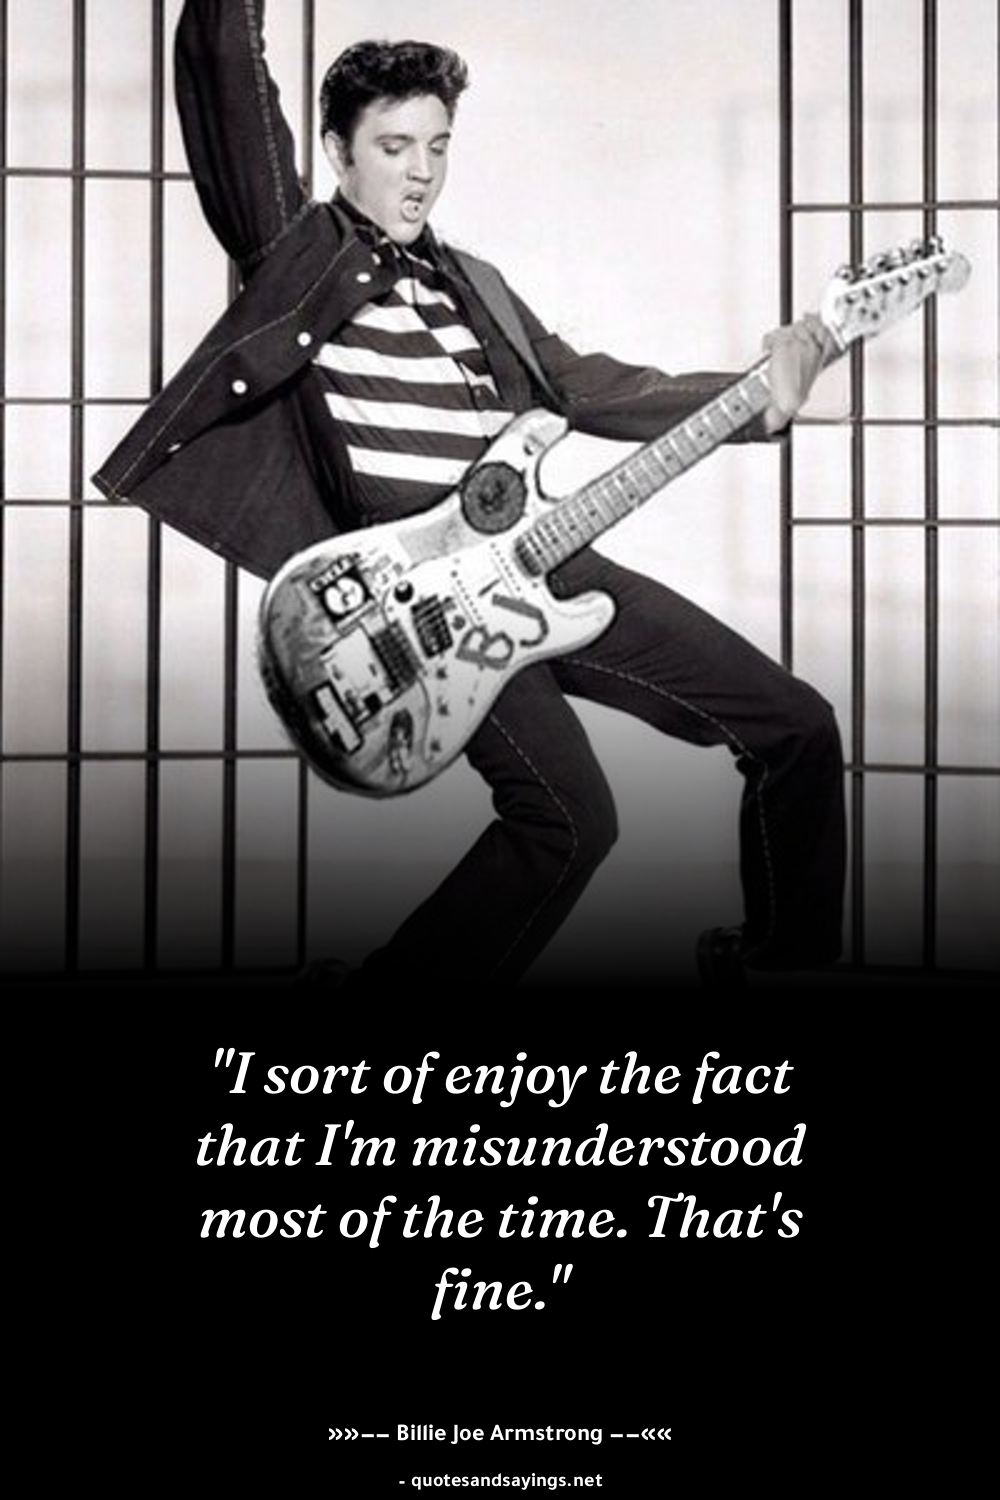 BJ
"I sort of enjoy the fact
that I'm misunderstood
most of the time. That's
fine."
»»–– Billie Joe Armstrong ––««
- quotesandsayings.net